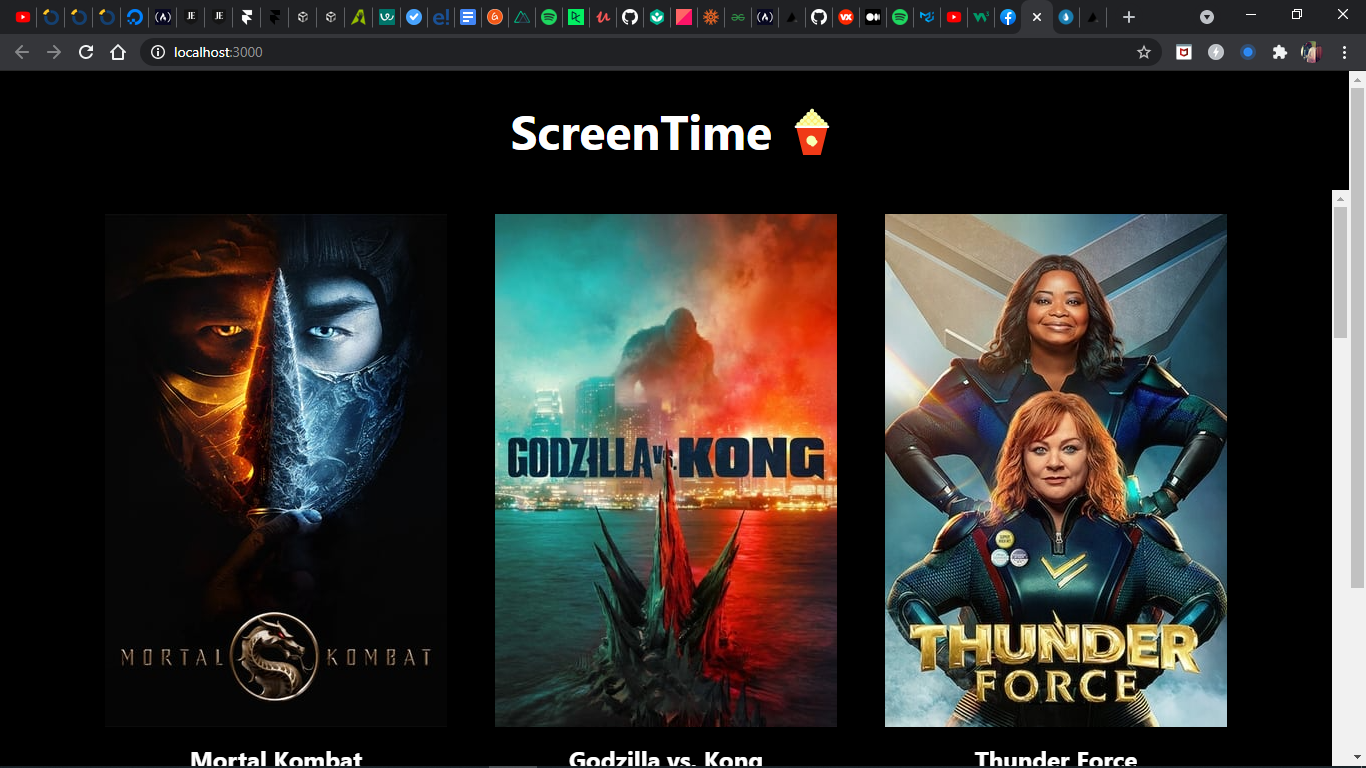 localhost:3000
ScreenTime
GODZILLA vs. KONG
MORTAL KOMBAT
THUNDER
FORCE
Mortal Kombat
Godzilla vs. Kong
Thunder Force